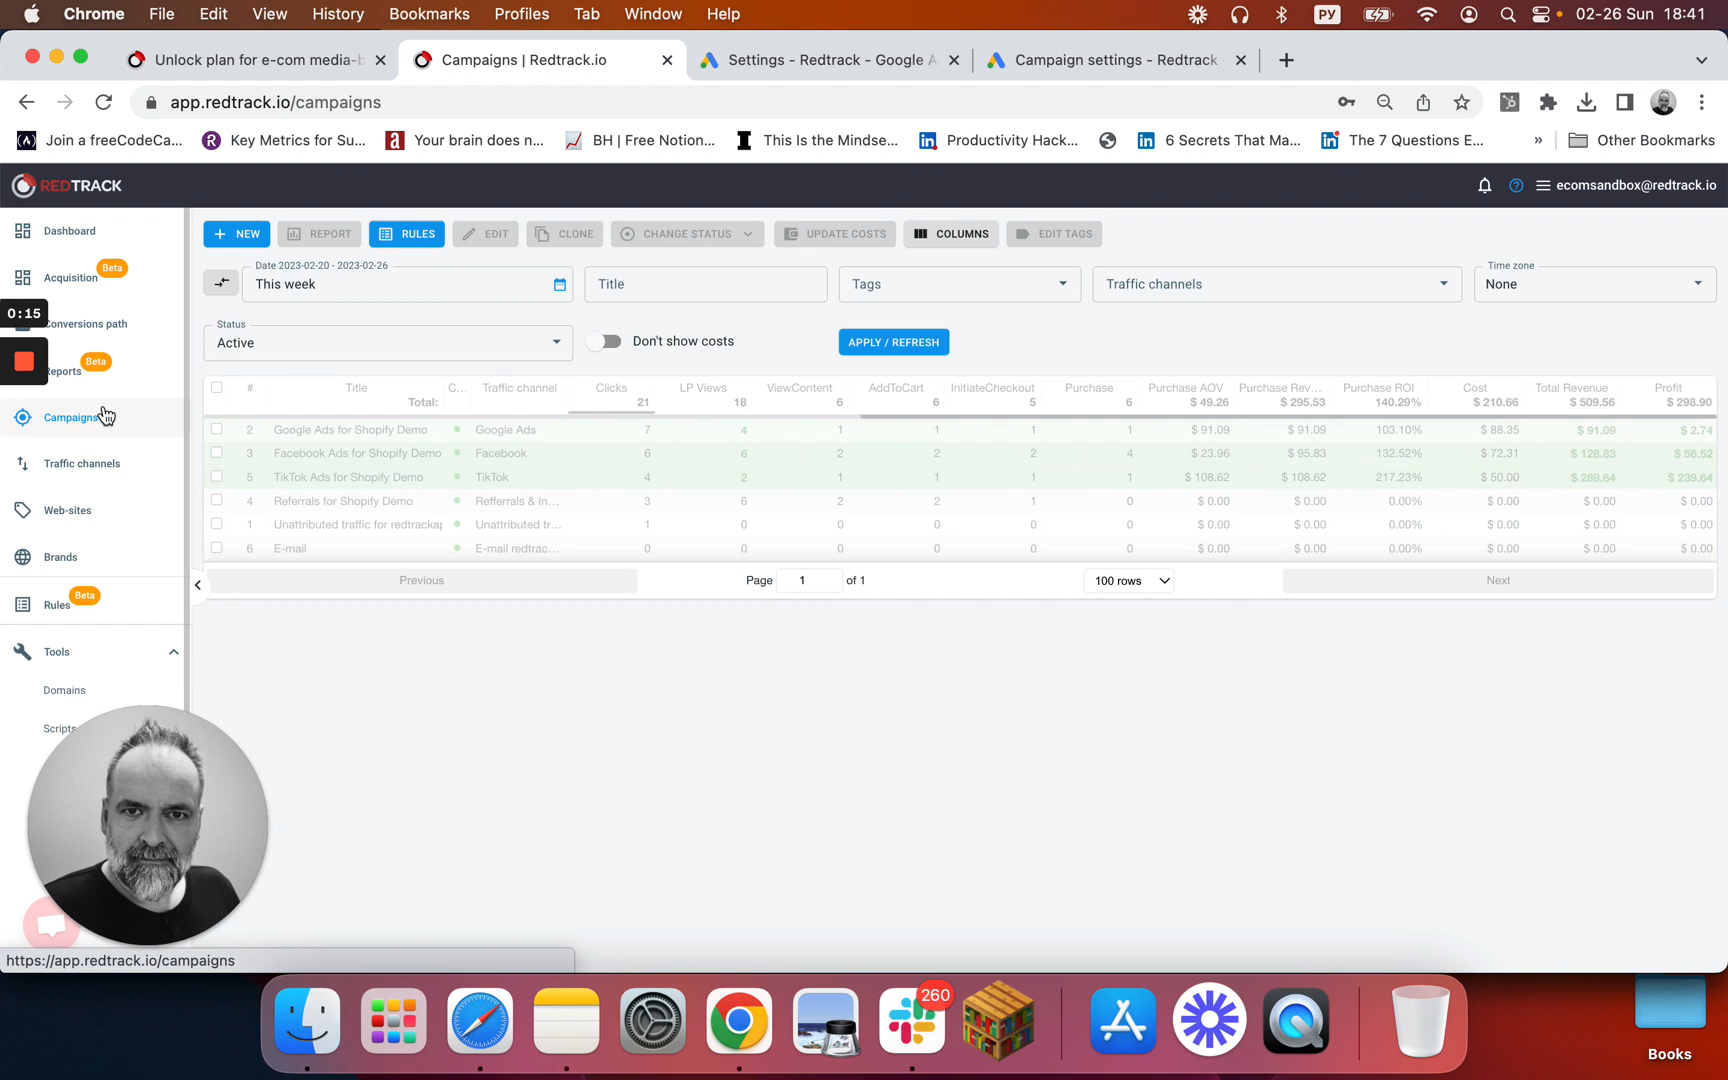 Chrome File Edit View History Bookmarks Profiles Tab Window Help РУ 02-26 Sun 18:41
Unlock plan for e-com media-b Campaigns | Redtrack.io Settings - Redtrack - Google A Campaign settings - Redtrack
app.redtrack.io/campaigns
Join a freeCodeCa... Key Metrics for Su... Your brain does n... BH | Free Notion... This Is the Mindse... Productivity Hack... 6 Secrets That Ma... The 7 Questions E... » Other Bookmarks
REDTRACK ecomsandbox@redtrack.io
Dashboard
Acquisition Beta
0:15
Conversions path
Reports Beta
Campaigns
Traffic channels
Web-sites
Brands
Rules Beta
Tools
Domains
Scripts
+ NEW REPORT RULES EDIT CLONE CHANGE STATUS UPDATE COSTS COLUMNS EDIT TAGS
Date 2023-02-20 - 2023-02-26 Time zone
This week Title Tags Traffic channels None
Status
Active Don't show costs APPLY / REFRESH
# Title C... Traffic channel Clicks LP Views ViewContent AddToCart InitiateCheckout Purchase Purchase AOV Purchase Rev... Purchase ROI Cost Total Revenue Profit
Total: 21 18 6 6 5 6 $ 49.26 $ 295.53 140.29% $ 210.66 $ 509.56 $ 298.90
2 Google Ads for Shopify Demo Google Ads 7 4 1 1 1 1 $ 91.09 $ 91.09 103.10% $ 88.35 $ 91.09 $ 2.74
3 Facebook Ads for Shopify Demo Facebook 6 6 2 2 2 4 $ 23.96 $ 95.83 132.52% $ 72.31 $ 128.83 $ 56.52
5 TikTok Ads for Shopify Demo TikTok 4 2 1 1 1 1 $ 108.62 $ 108.62 217.23% $ 50.00 $ 289.64 $ 239.64
4 Referrals for Shopify Demo Refferrals & In... 3 6 2 2 1 0 $ 0.00 $ 0.00 0.00% $ 0.00 $ 0.00 $ 0.00
1 Unattributed traffic for redtrackap Unattributed tr... 1 0 0 0 0 0 $ 0.00 $ 0.00 0.00% $ 0.00 $ 0.00 $ 0.00
6 E-mail E-mail redtrac... 0 0 0 0 0 0 $ 0.00 $ 0.00 0.00% $ 0.00 $ 0.00 $ 0.00
Previous Page 1 of 1 100 rows Next
https://app.redtrack.io/campaigns
260
Books